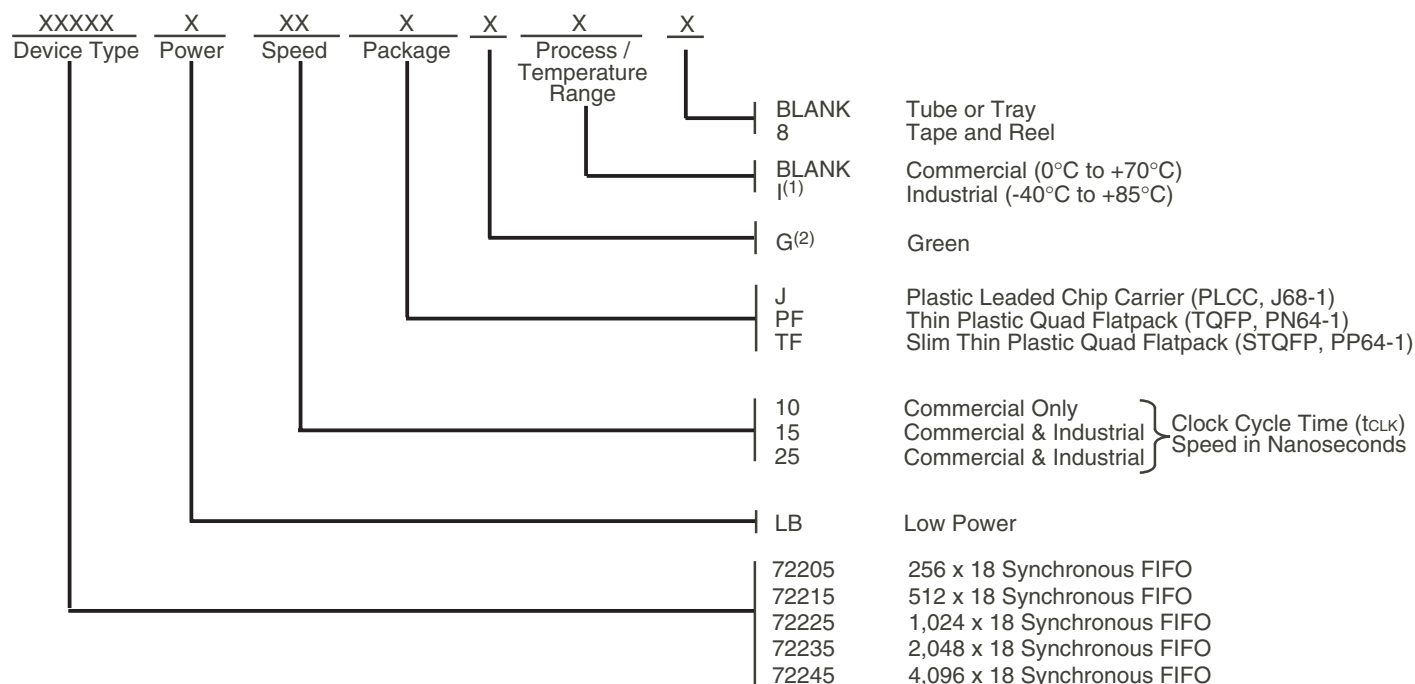 XXXXX X XX X X X X
Device Type Power Speed Package Process /
Temperature
Range
BLANK Tube or Tray
8 Tape and Reel
BLANK Commercial (0°C to +70°C)
I(1) Industrial (-40°C to +85°C)
G(2) Green
J Plastic Leaded Chip Carrier (PLCC, J68-1)
PF Thin Plastic Quad Flatpack (TQFP, PN64-1)
TF Slim Thin Plastic Quad Flatpack (STQFP, PP64-1)
10 Commercial Only
15 Commercial & Industrial
25 Commercial & Industrial
Clock Cycle Time (tCLK)
Speed in Nanoseconds
LB Low Power
72205 256 x 18 Synchronous FIFO
72215 512 x 18 Synchronous FIFO
72225 1,024 x 18 Synchronous FIFO
72235 2,048 x 18 Synchronous FIFO
72245 4,096 x 18 Synchronous FIFO